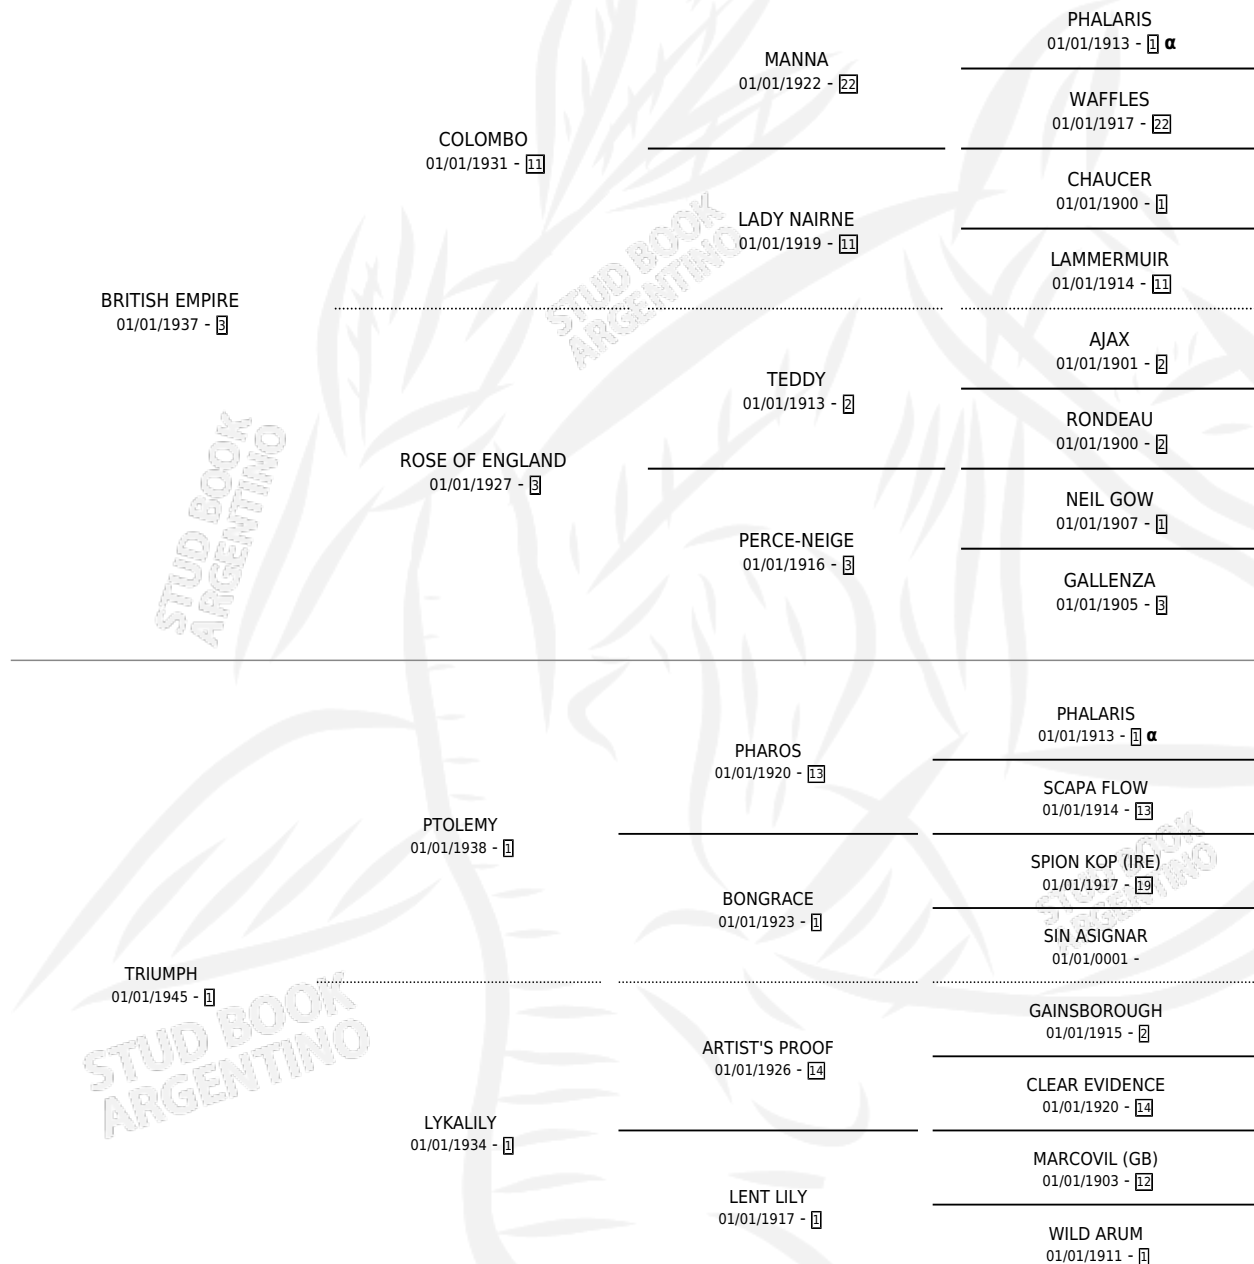 PHALARIS
01/01/1913 - 1 α
MANNA
01/01/1922 - 22
WAFFLES
01/01/1917 - 22
COLOMBO
01/01/1931 - 11
CHAUCER
01/01/1900 - 1
LADY NAIRNE
01/01/1919 - 11
LAMMERMUIR
01/01/1914 - 11
BRITISH EMPIRE
01/01/1937 - 3
AJAX
01/01/1901 - 2
TEDDY
01/01/1913 - 2
RONDEAU
01/01/1900 - 2
ROSE OF ENGLAND
01/01/1927 - 3
NEIL GOW
01/01/1907 - 1
PERCE-NEIGE
01/01/1916 - 3
GALLENZA
01/01/1905 - 3
PHALARIS
01/01/1913 - 1 α
PHAROS
01/01/1920 - 13
SCAPA FLOW
01/01/1914 - 13
PTOLEMY
01/01/1938 - 1
SPION KOP (IRE)
01/01/1917 - 19
BONGRACE
01/01/1923 - 1
SIN ASIGNAR
01/01/0001 -
TRIUMPH
01/01/1945 - 1
GAINSBOROUGH
01/01/1915 - 2
ARTIST'S PROOF
01/01/1926 - 14
CLEAR EVIDENCE
01/01/1920 - 14
LYKALILY
01/01/1934 - 1
MARCOVIL (GB)
01/01/1903 - 12
LENT LILY
01/01/1917 - 1
WILD ARUM
01/01/1911 - 1
STUD BOOK
ARGENTINO
STUD BOOK
ARGENTINO
STUD BOOK
ARGENTINO
STUD BOOK
ARGENTINO